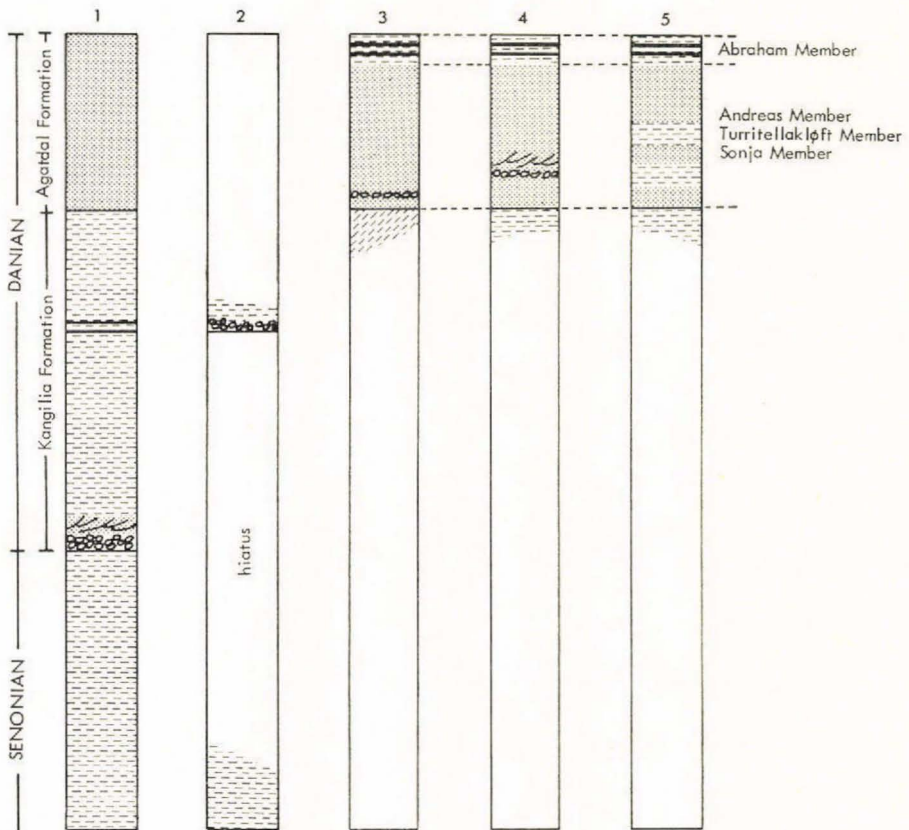 1
2
3
4
5
DANIAN
SENONIAN
Agatdal Formation
Kangilia Formation
hiatus
Abraham Member
Andreas Member
Turritellakløft Member
Sonja Member